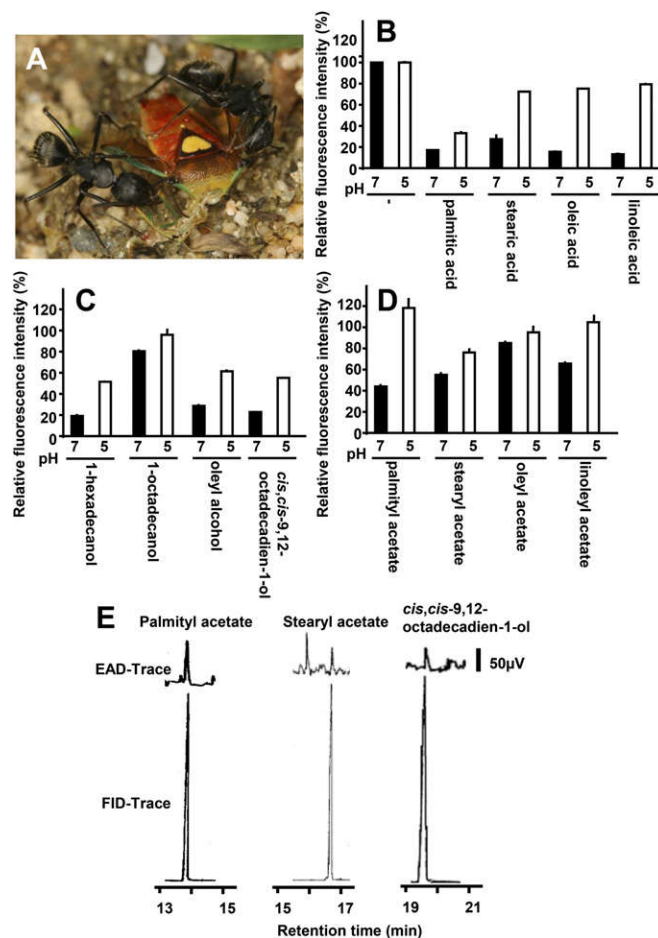 A
B
Relative fluorescence intensity (%)
120
100
80
60
40
20
0
pH
7 5 7 5 7 5 7 5 7 5
-
palmitic acid
stearic acid
oleic acid
linoleic acid
C
Relative fluorescence intensity (%)
120
100
80
60
40
20
0
pH
7 5 7 5 7 5 7 5
1-hexadecanol
1-octadecanol
oleyl alcohol
cis,cis-9,12-
octadecadien-1-ol
D
Relative fluorescence intensity (%)
120
100
80
60
40
20
0
pH
7 5 7 5 7 5 7 5
palmityl acetate
stearyl acetate
oleyl acetate
linoleyl acetate
E
Palmityl acetate
Stearyl acetate
cis,cis-9,12-
octadecadien-1-ol
EAD-Trace
50µV
FID-Trace
13 15 15 17 19 21
Retention time (min)